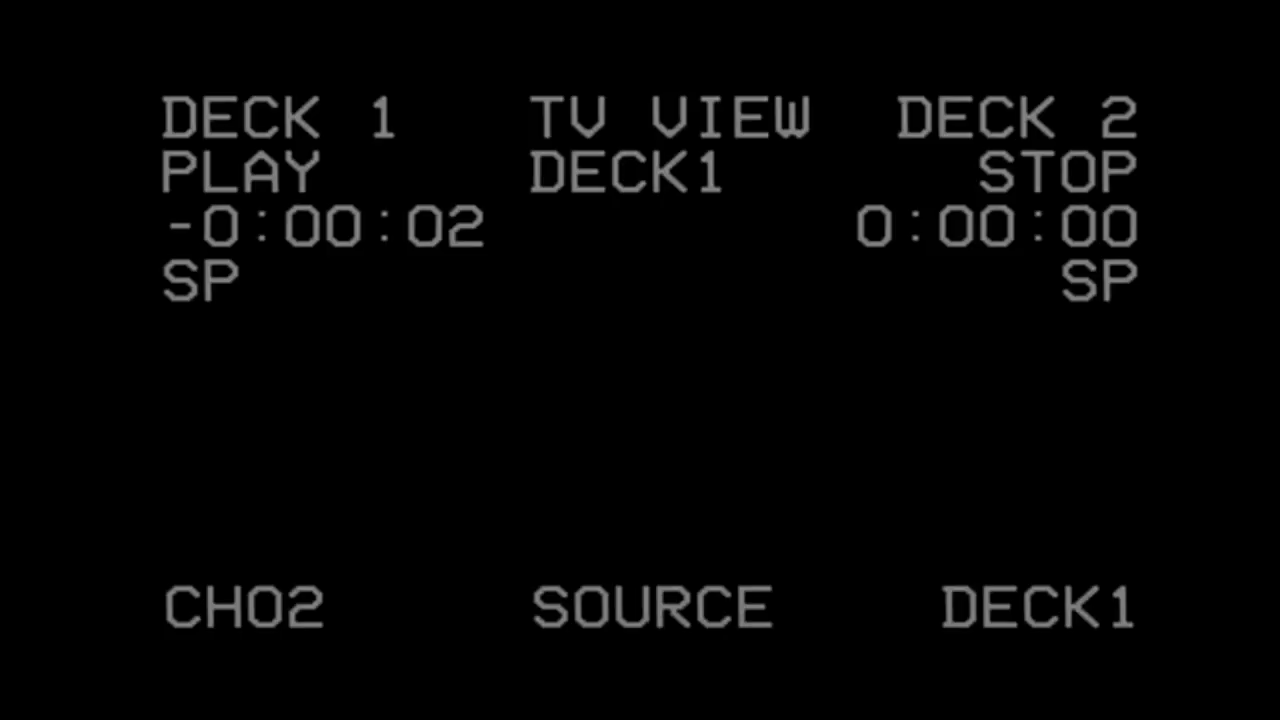 DECK 1 TV VIEW DECK 2
PLAY DECK1 STOP
-0:00:02 0:00:00
SP SP
CH02 SOURCE DECK1